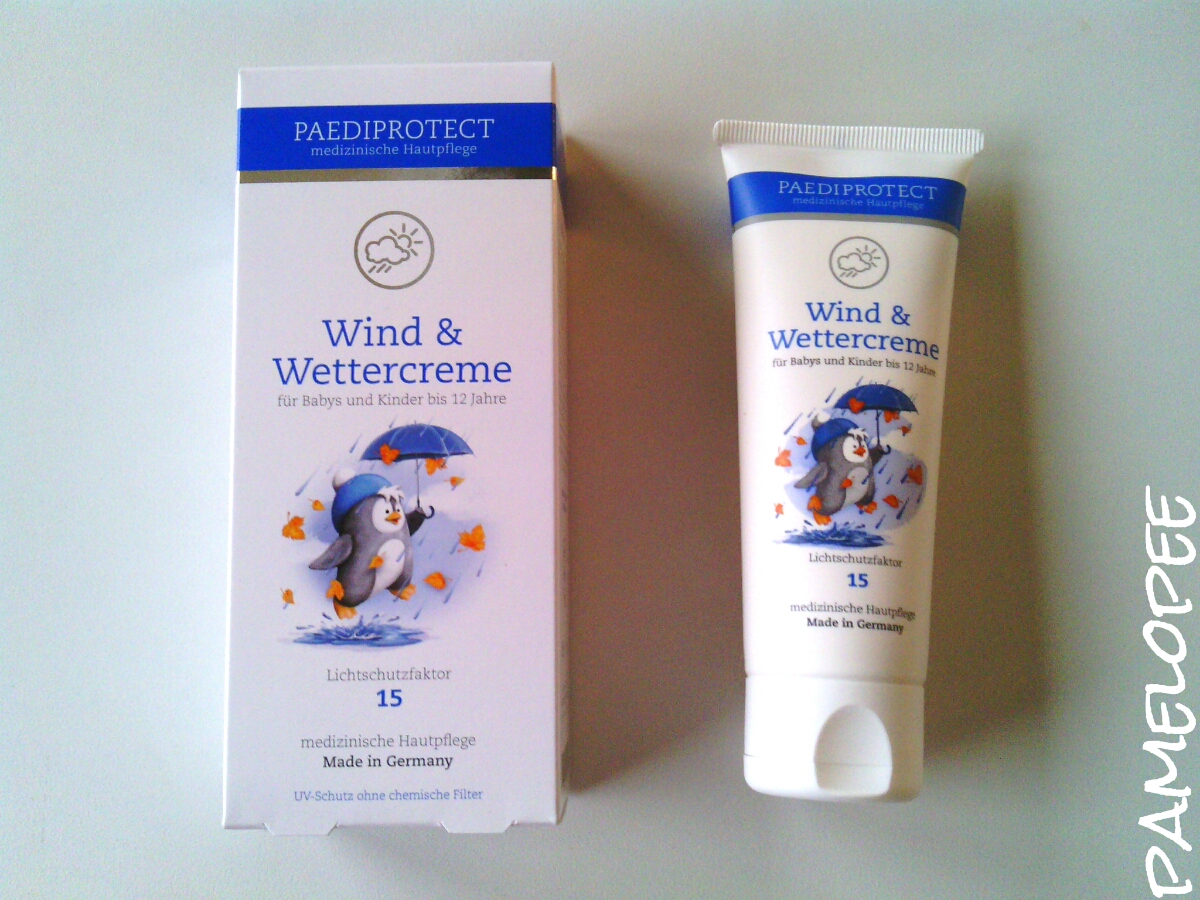 PAEDIPROTECT
medizinische Hautpflege
Wind &
Wettercreme
für Babys und Kinder bis 12 Jahre
Lichtschutzfaktor
15
medizinische Hautpflege
Made in Germany
UV-Schutz ohne chemische Filter
PAEDIPROTECT
medizinische Hautpflege
Wind &
Wettercreme
für Babys und Kinder bis 12 Jahre
Lichtschutzfaktor
15
medizinische Hautpflege
Made in Germany
PAMELOPEE